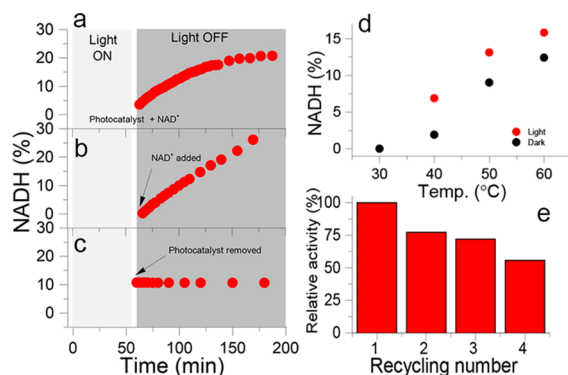 a
Light ON
Light OFF
Photocatalyst + NAD⁺
30
20
10
0
b
NAD⁺ added
30
20
10
0
c
Photocatalyst removed
30
20
10
0
NADH (%)
0 50 100 150 200
Time (min)
d
15
10
5
0
NADH (%)
Light
Dark
30 40 50 60
Temp. (°C)
e
100
75
50
25
0
Relative activity (%)
1 2 3 4
Recycling number